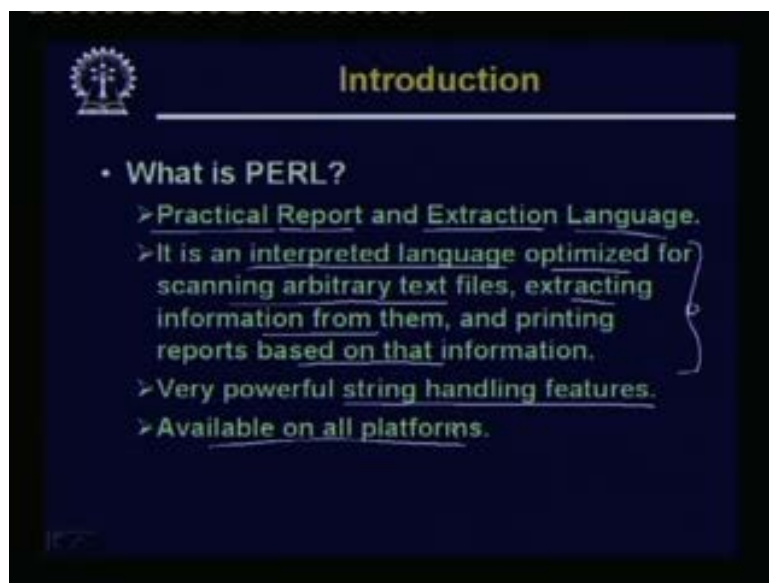 Introduction
• What is PERL?
➢Practical Report and Extraction Language.
➢It is an interpreted language optimized for
scanning arbitrary text files, extracting
information from them, and printing
reports based on that information.
➢Very powerful string handling features.
➢Available on all platforms.